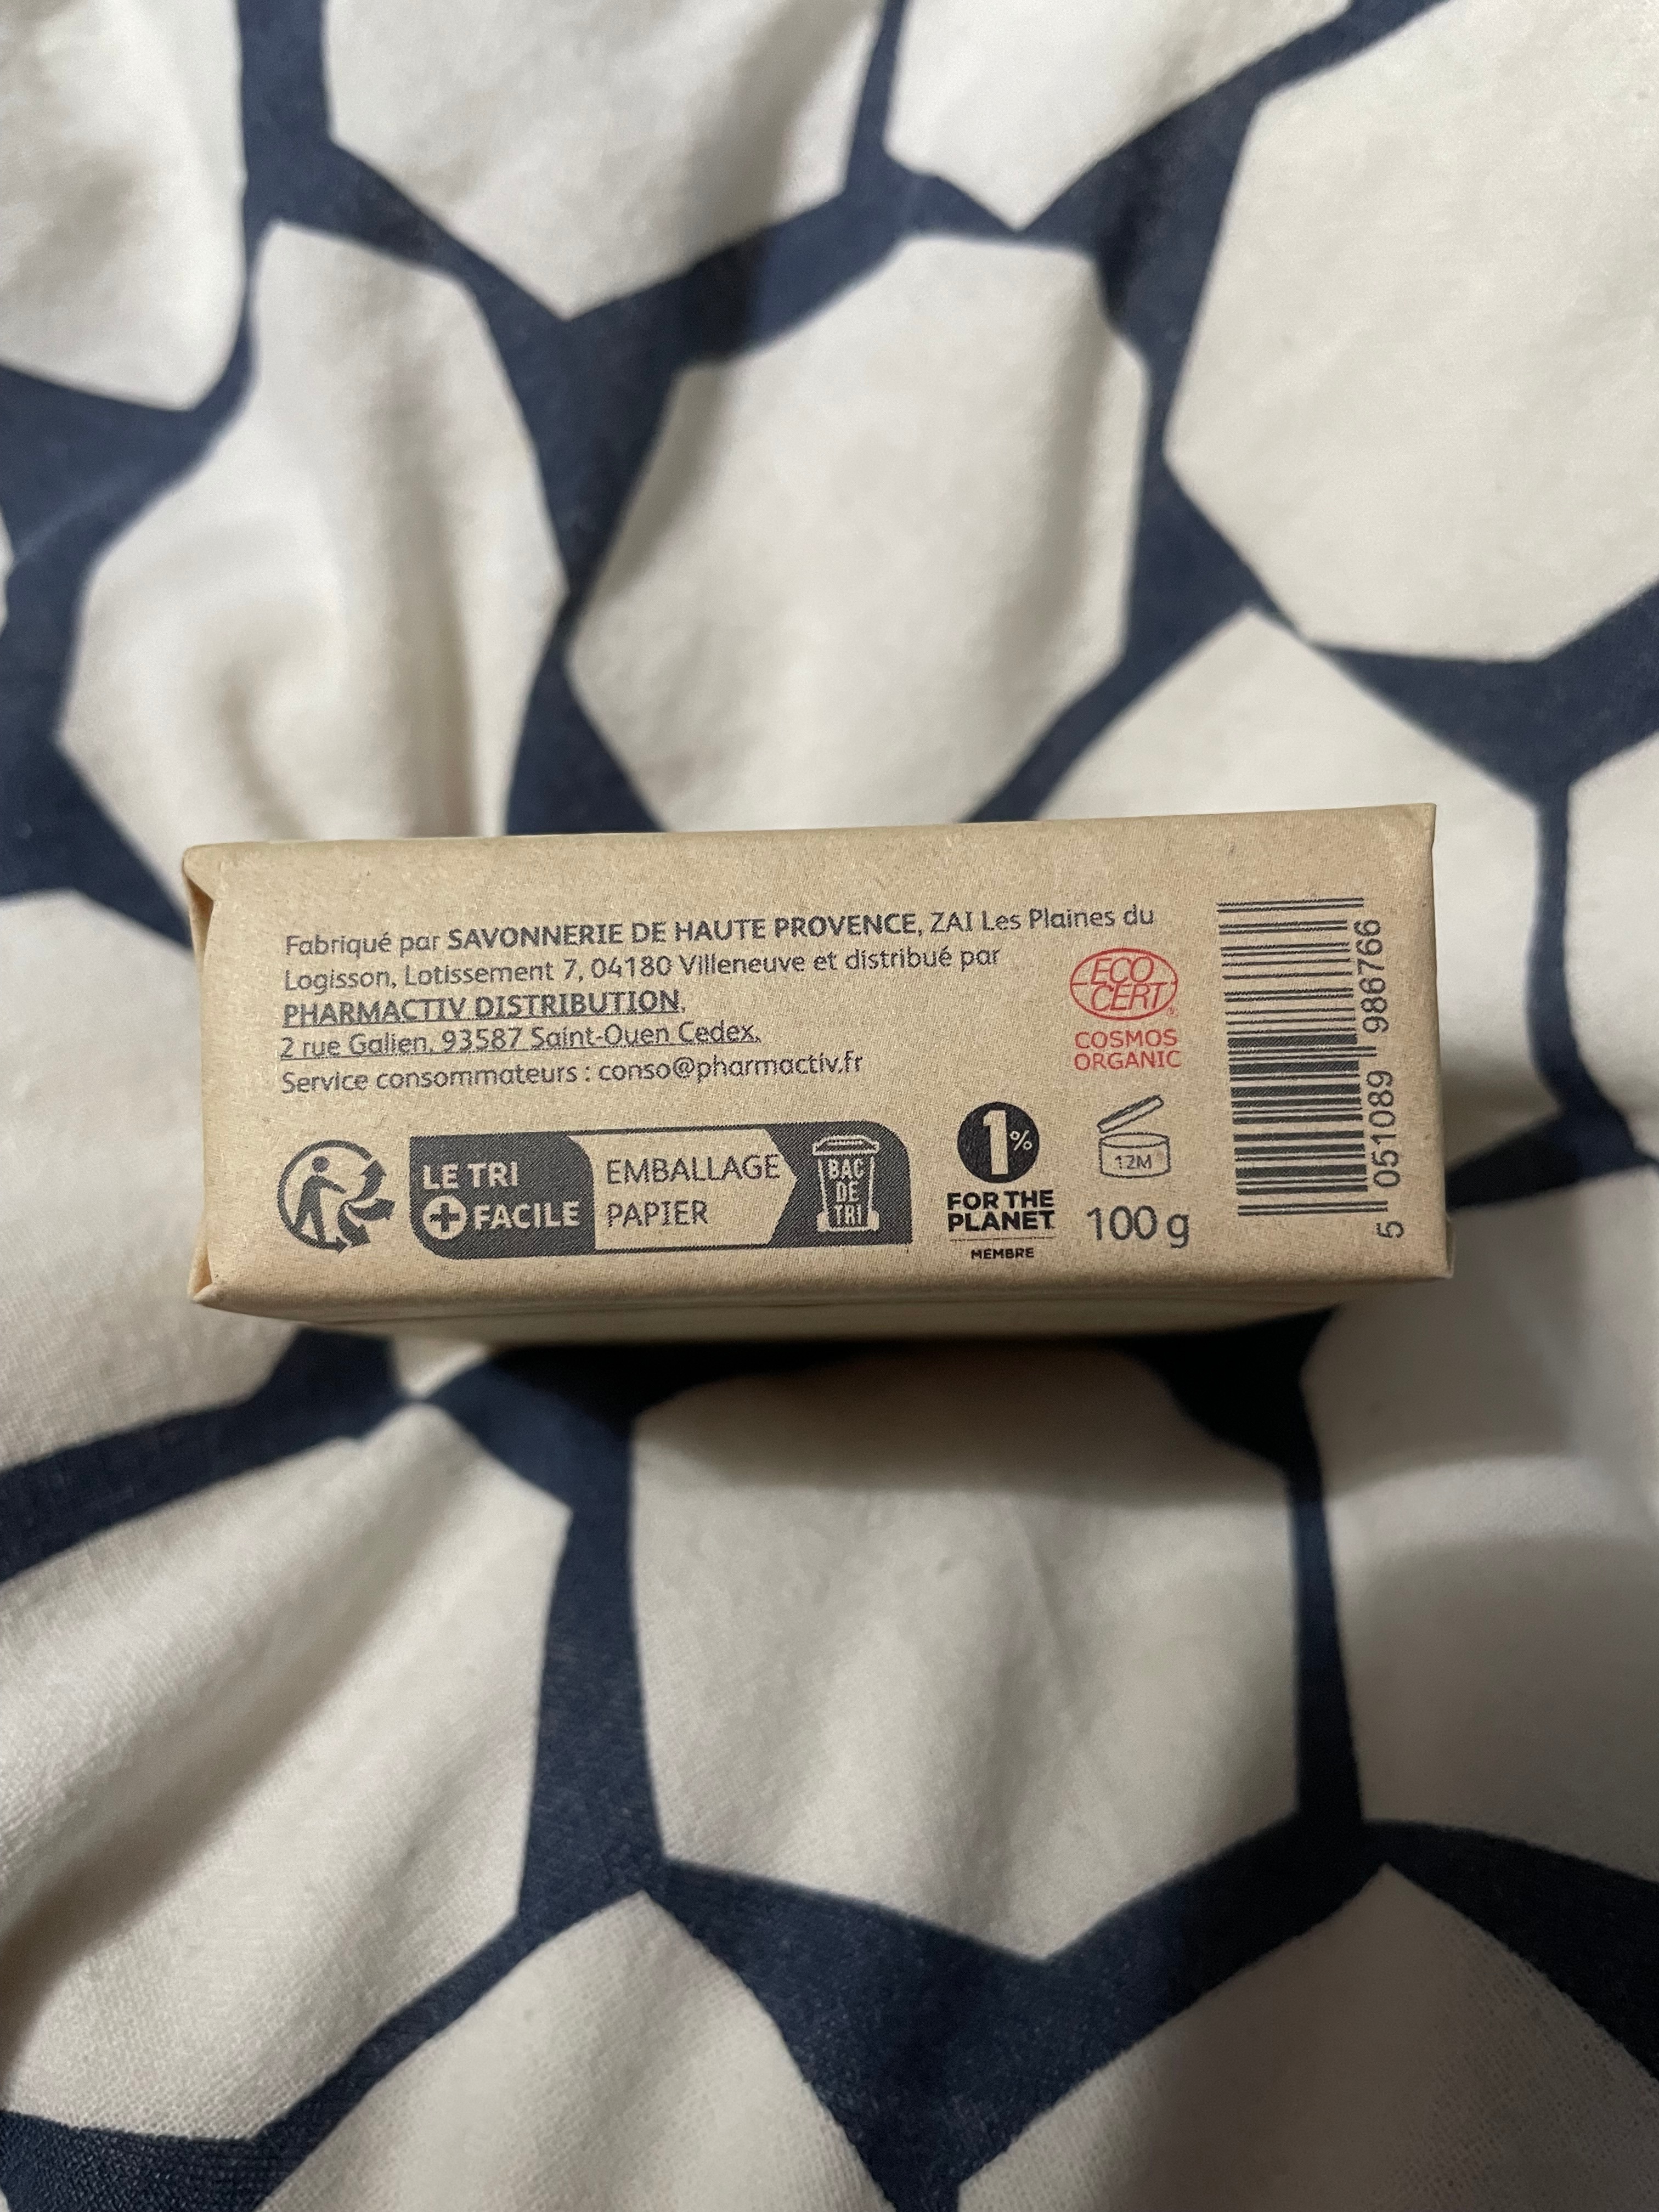 Fabriqué par SAVONNERIE DE HAUTE PROVENCE, ZAI Les Plaines du
Logisson, Lotissement 7, 04180 Villeneuve et distribué par
PHARMACTIV DISTRIBUTION,
2 rue Galien, 93587 Saint-Ouen Cedex.
Service consommateurs : conso@pharmactiv.fr
ECO
CERT®
COSMOS
ORGANIC
LE TRI
+ FACILE
EMBALLAGE
PAPIER
BAC
DE
TRI
1%
FOR THE
PLANET
MEMBRE
12M
100 g
5 051089 986766